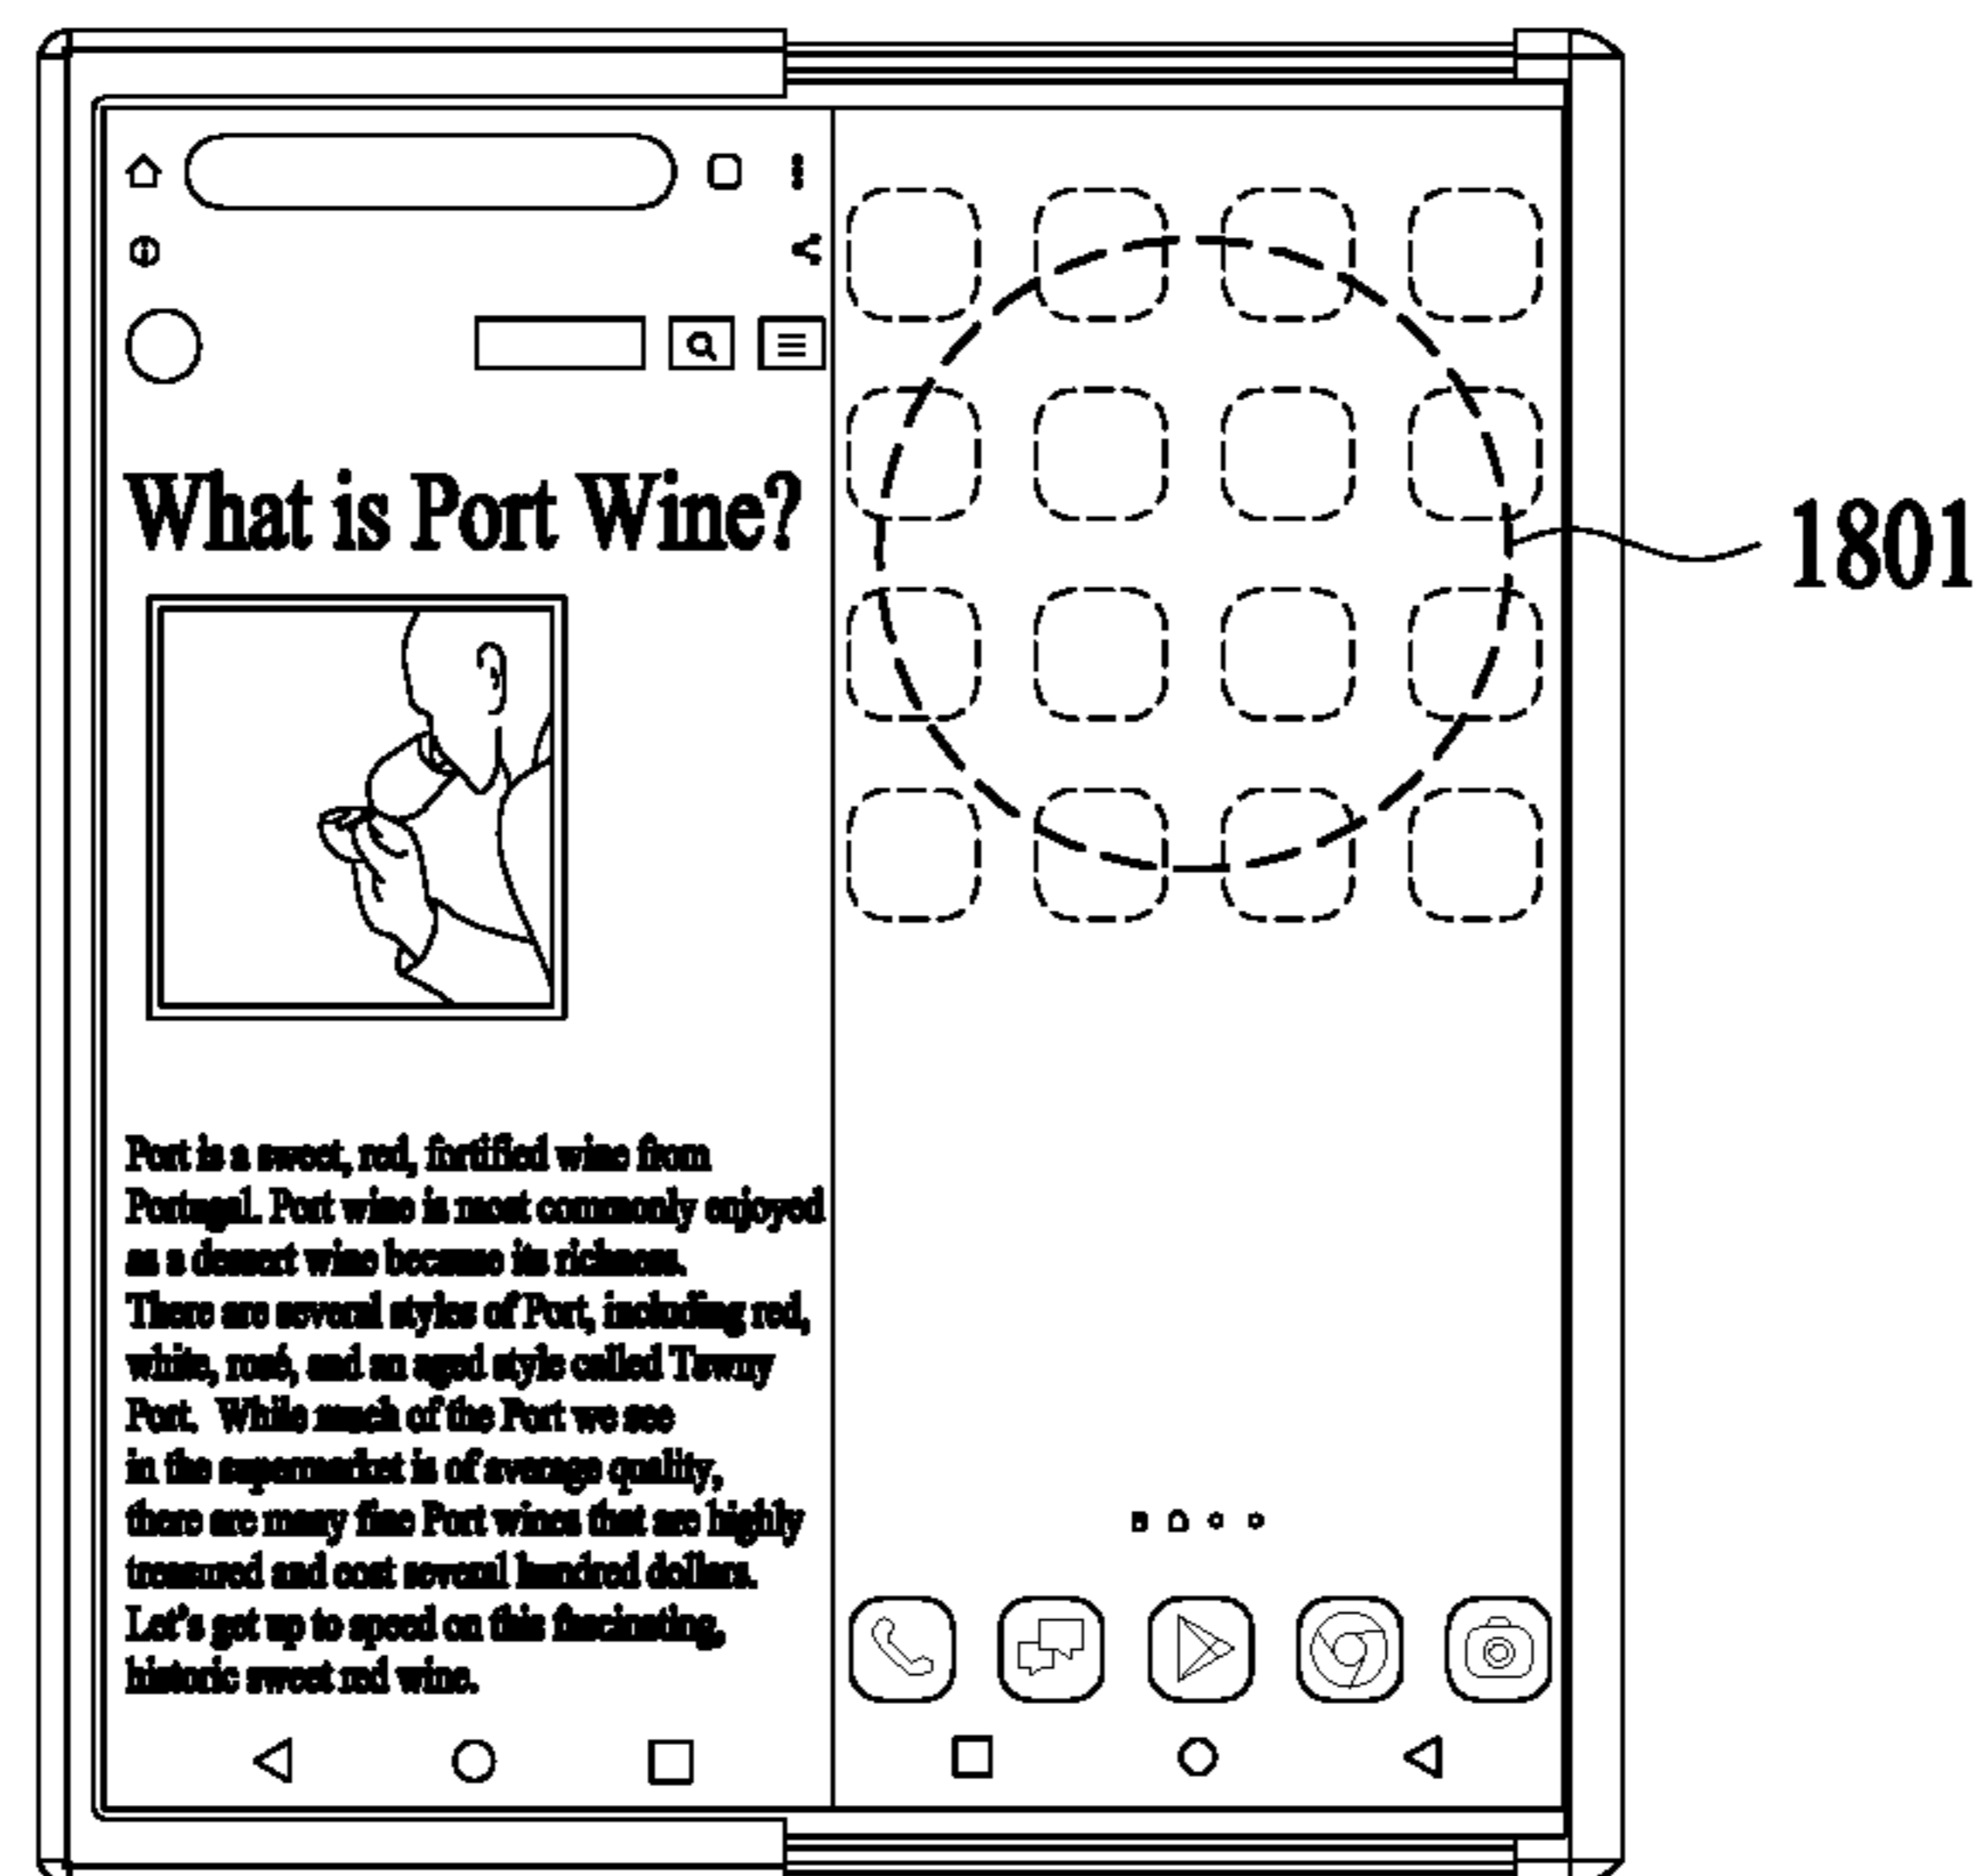 What is Port Wine?
1801
Port is a sweet, red, fortified wine from
Portugal. Port wine is most commonly enjoyed
as a dessert wine because its richness.
There are several styles of Port, including red,
white, rosé, and an aged style called Tawny
Port. While much of the Port we see
in the supermarket is of average quality,
there are many fine Port wines that are highly
treasured and cost several hundred dollars.
Let's get up to speed on this fascinating,
historic sweet red wine.